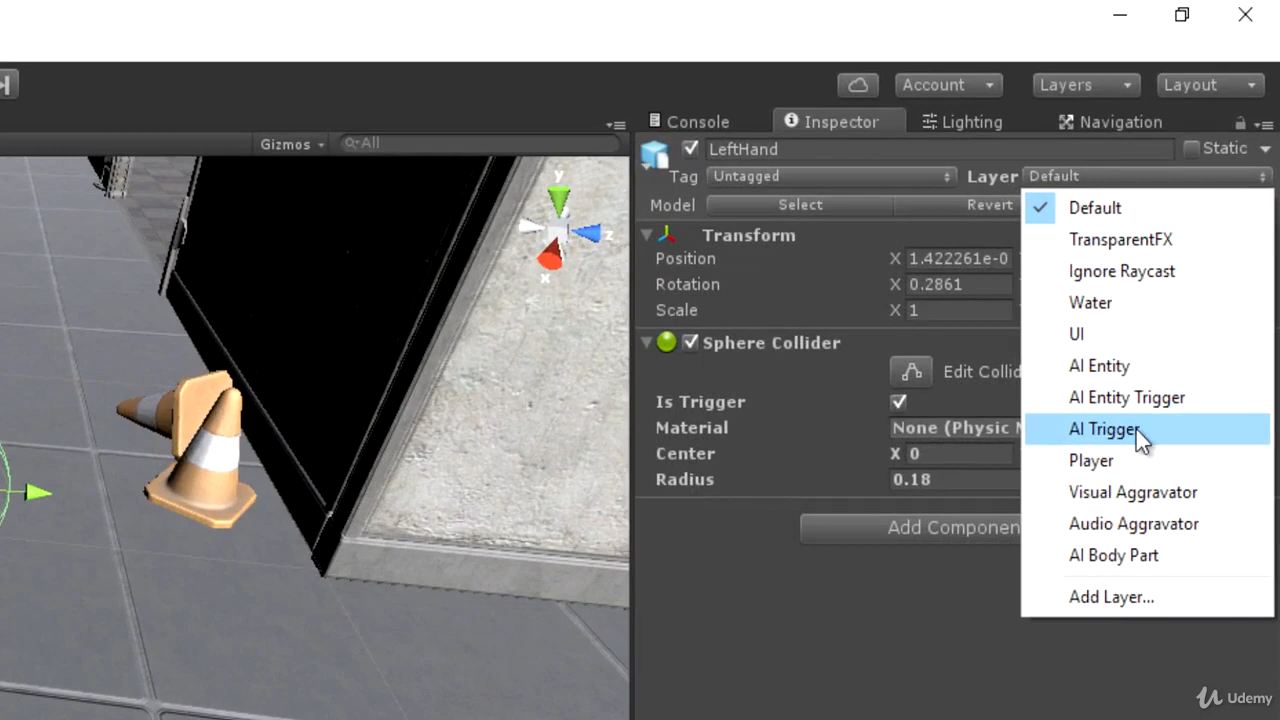 Account
Layers
Layout
Console
Inspector
Lighting
Navigation
Gizmos
All
LeftHand
Static
Tag
Untagged
Layer
Default
Model
Select
Revert
Transform
Position
X 1.422261e-0
Rotation
X 0.2861
Scale
X 1
Sphere Collider
Edit Collid
Is Trigger
Material
None (Physic M
Center
X 0
Radius
0.18
Add Componen
Default
TransparentFX
Ignore Raycast
Water
UI
AI Entity
AI Entity Trigger
AI Trigger
Player
Visual Aggravator
Audio Aggravator
AI Body Part
Add Layer...
y
z
x
Udemy